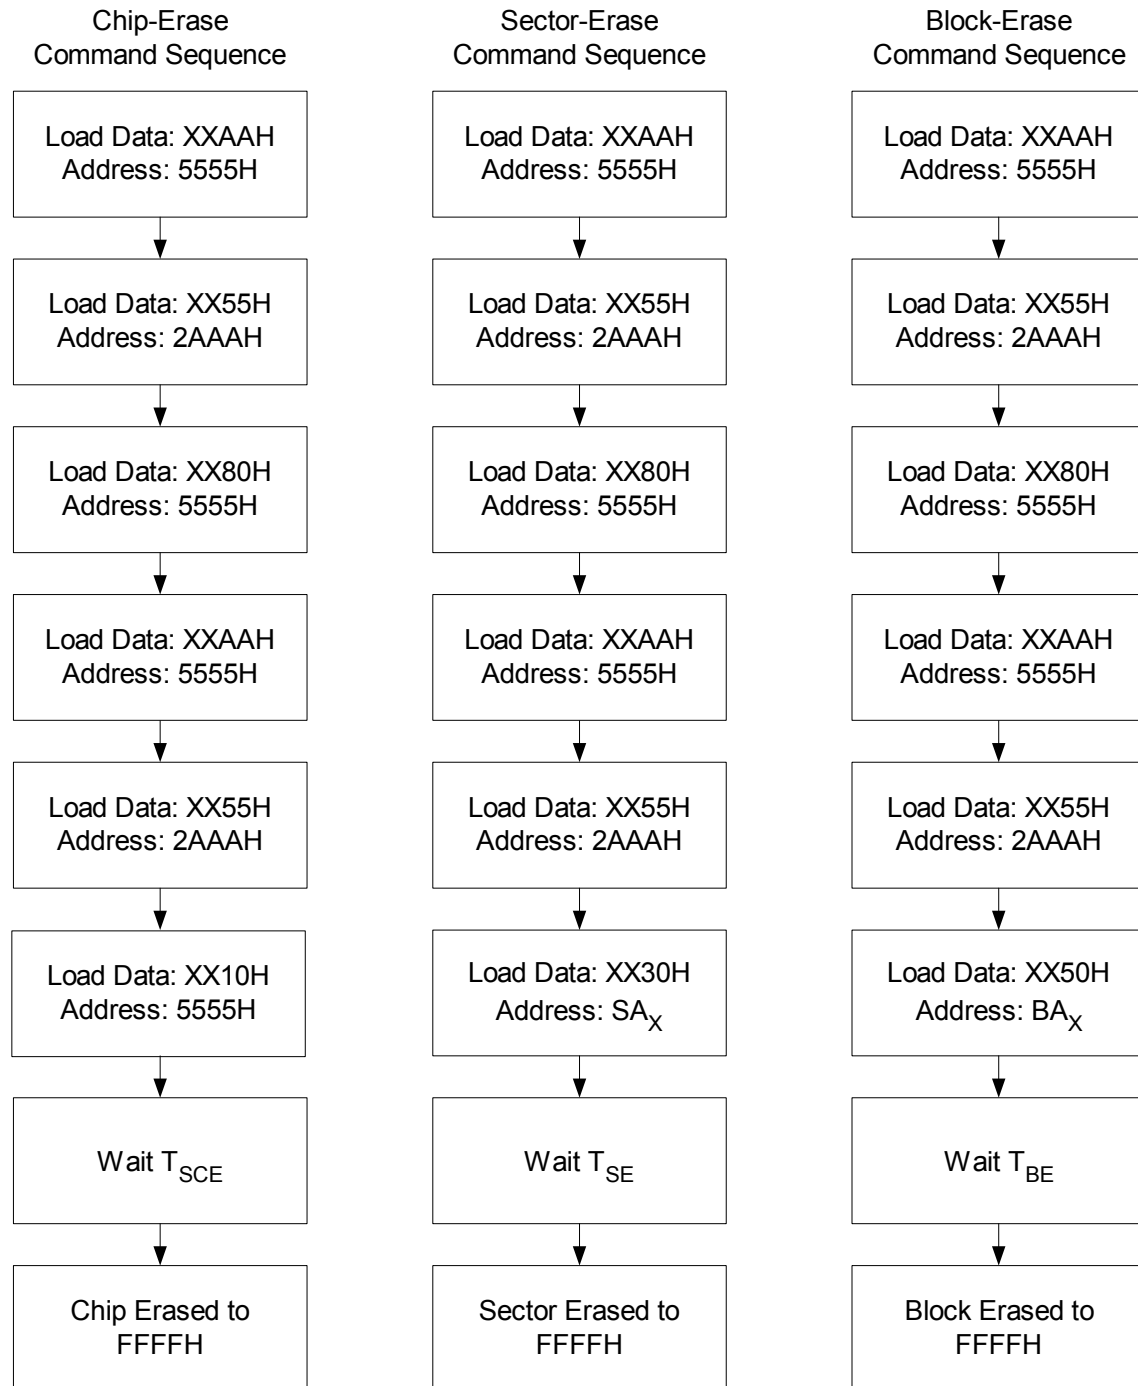 Chip-Erase
Command Sequence
Load Data: XXAAH
Address: 5555H
Load Data: XX55H
Address: 2AAAH
Load Data: XX80H
Address: 5555H
Load Data: XXAAH
Address: 5555H
Load Data: XX55H
Address: 2AAAH
Load Data: XX10H
Address: 5555H
Wait TSCE
Chip Erased to
FFFFH
Sector-Erase
Command Sequence
Load Data: XXAAH
Address: 5555H
Load Data: XX55H
Address: 2AAAH
Load Data: XX80H
Address: 5555H
Load Data: XXAAH
Address: 5555H
Load Data: XX55H
Address: 2AAAH
Load Data: XX30H
Address: SAX
Wait TSE
Sector Erased to
FFFFH
Block-Erase
Command Sequence
Load Data: XXAAH
Address: 5555H
Load Data: XX55H
Address: 2AAAH
Load Data: XX80H
Address: 5555H
Load Data: XXAAH
Address: 5555H
Load Data: XX55H
Address: 2AAAH
Load Data: XX50H
Address: BAX
Wait TBE
Block Erased to
FFFFH